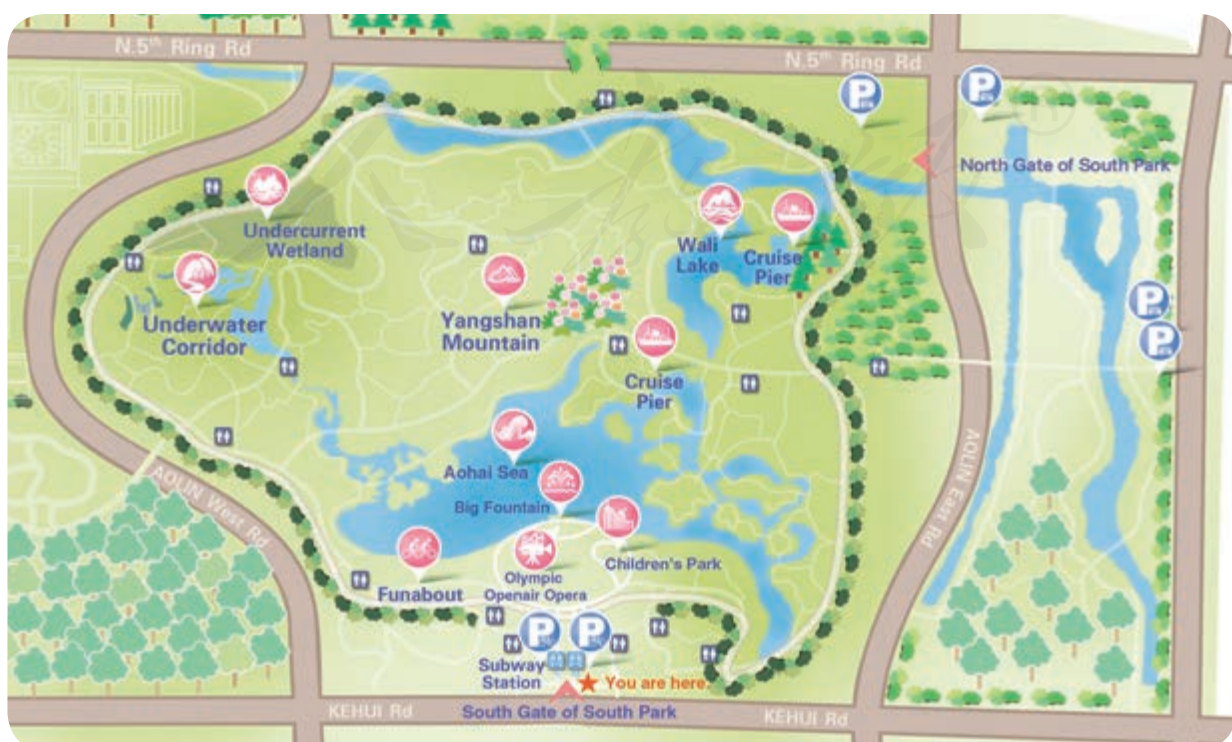 N.5th Ring Rd
N.5th Ring Rd
P
P
North Gate of South Park
Undercurrent
Wetland
Wali
Lake
Cruise
Pier
Underwater
Corridor
Yangshan
Mountain
Cruise
Pier
P
P
Aohai Sea
Big Fountain
AOLIN West Rd
AOLIN East Rd
Children's Park
Funabout
Olympic
Openair Opera
P
P
Subway
Station
You are here.
KEHUI Rd
South Gate of South Park
KEHUI Rd